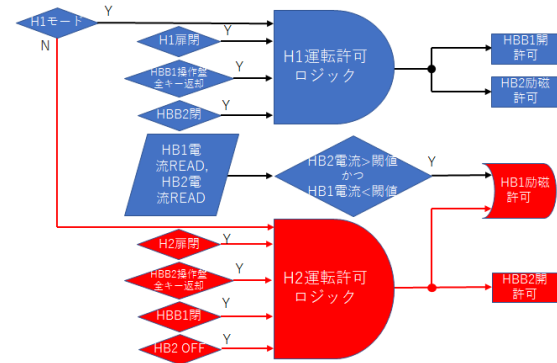 H1モード
Y
N
H1扉閉
Y
HBB1操作盤
全キー返却
Y
HBB2閉
Y
H1運転許可
ロジック
HBB1開
許可
HB2励磁
許可
HB1電
流READ,
HB2電
流READ
HB2電流>閾値
かつ
HB1電流<閾値
Y
HB1励磁
許可
H2扉閉
Y
HBB2操作盤
全キー返却
Y
HBB1閉
Y
HB2 OFF
Y
H2運転許可
ロジック
HBB2開
許可